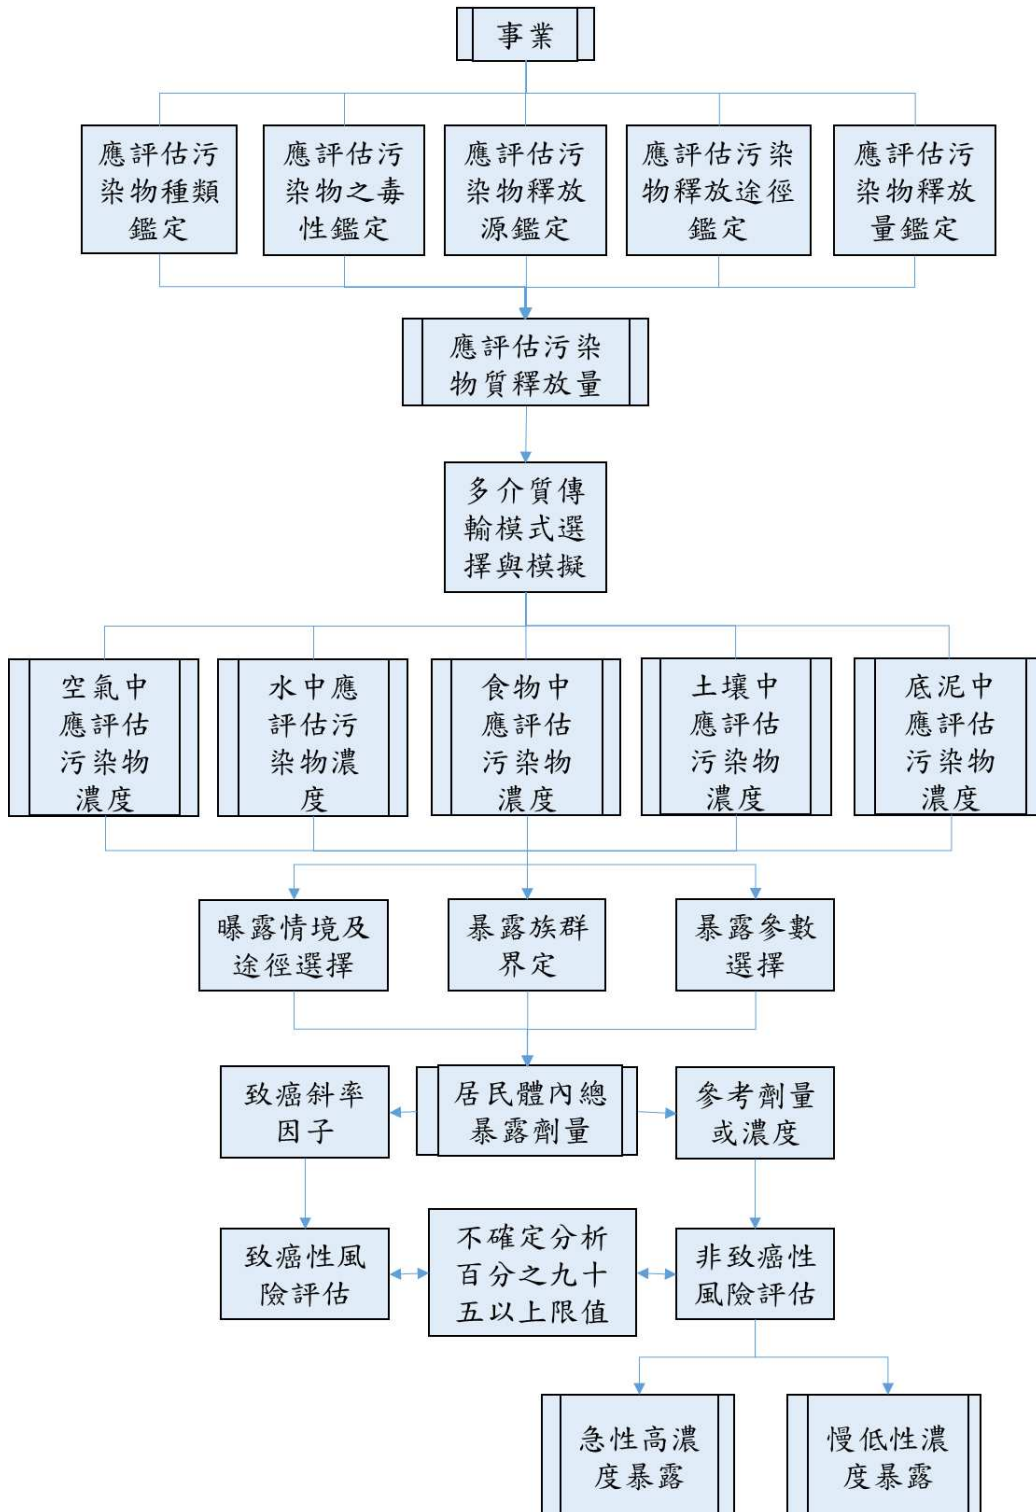 事業
應評估污
染物種類
鑑定
應評估污
染物之毒
性鑑定
應評估污
染物釋放
源鑑定
應評估污染
物釋放途徑
鑑定
應評估污
染物釋放
量鑑定
應評估污染
物質釋放量
多介質傳
輸模式選
擇與模擬
空氣中
應評估
污染物
濃度
水中應
評估污
染物濃
度
食物中
應評估
污染物
濃度
土壤中
應評估
污染物
濃度
底泥中
應評估
污染物
濃度
曝露情境及
途徑選擇
暴露族群
界定
暴露參數
選擇
致癌斜率
因子
居民體內總
暴露劑量
參考劑量
或濃度
致癌性風
險評估
不確定分析
百分之九十
五以上限值
非致癌性
風險評估
急性高濃
度暴露
慢低性濃
度暴露